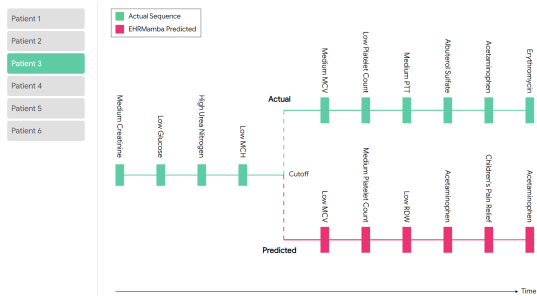 Patient 1
Patient 2
Patient 3
Patient 4
Patient 5
Patient 6
Actual Sequence
EHRMamba Predicted
Medium Creatinine
Low Glucose
High Urea Nitrogen
Low MCH
Cutoff
Actual
Medium MCV
Low Platelet Count
Medium PTT
Albuterol Sulfate
Acetaminophen
Erythromycin
Predicted
Low MCV
Medium Platelet Count
Low RDW
Acetaminophen
Children's Pain Relief
Acetaminophen
Time